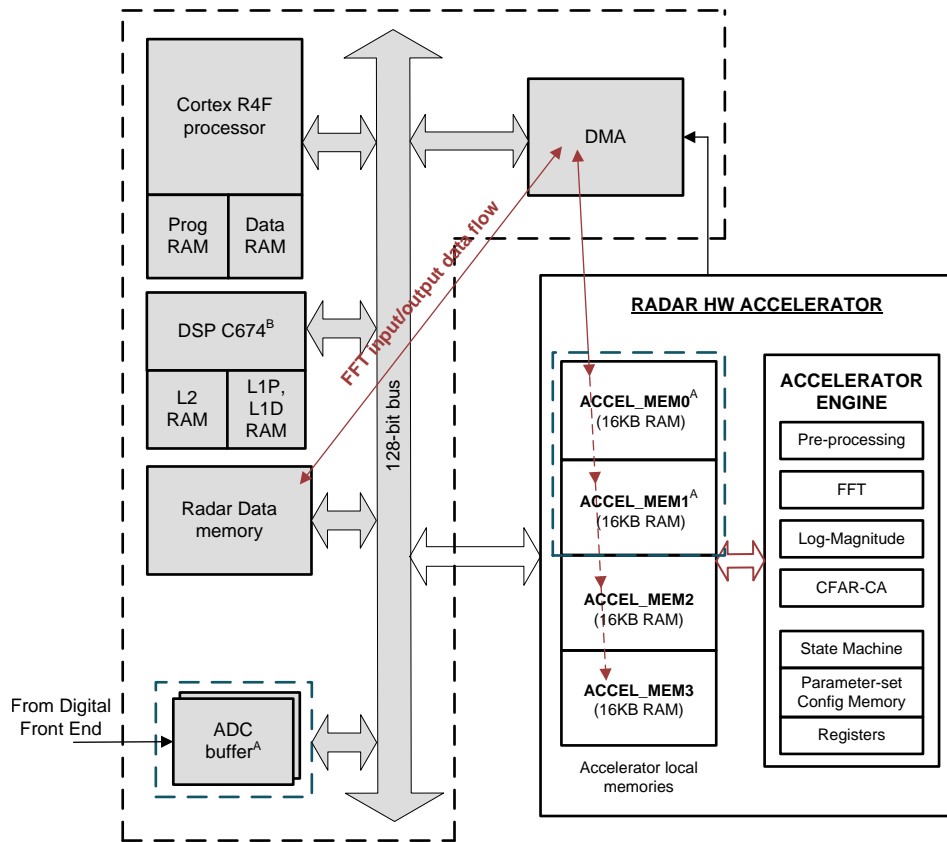 Cortex R4F
processor
Prog
RAM
Data
RAM
DSP C674B
L2
RAM
L1P,
L1D
RAM
Radar Data
memory
From Digital
Front End
ADC
bufferA
128-bit bus
FFT input/output data flow
DMA
RADAR HW ACCELERATOR
ACCEL_MEM0A
(16KB RAM)
ACCEL_MEM1A
(16KB RAM)
ACCEL_MEM2
(16KB RAM)
ACCEL_MEM3
(16KB RAM)
Accelerator local
memories
ACCELERATOR
ENGINE
Pre-processing
FFT
Log-Magnitude
CFAR-CA
State Machine
Parameter-set
Config Memory
Registers